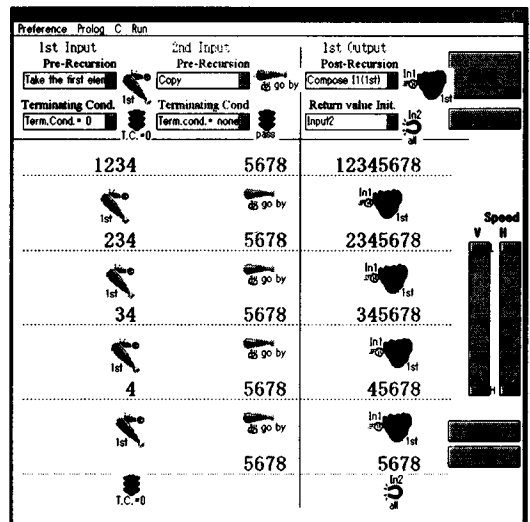 Preference Prolog C Run
1st Input 2nd Input 1st Output
Pre-Recursion Pre-Recursion Post-Recursion
Take the first elem Copy Compose I1(1st)
1st go by In1 1st
Terminating Cond. Terminating Cond Return value Init.
Term.Cond.= 0 Term.cond.= none Input2
T.C.=0 pass In2 all
1234 5678 12345678
1st go by In1 1st
Speed
V H
234 5678 2345678
1st go by In1 1st
34 5678 345678
1st go by In1 1st
4 5678 45678
H
1st go by In1 1st
5678 5678
T.C.=0 In2 all